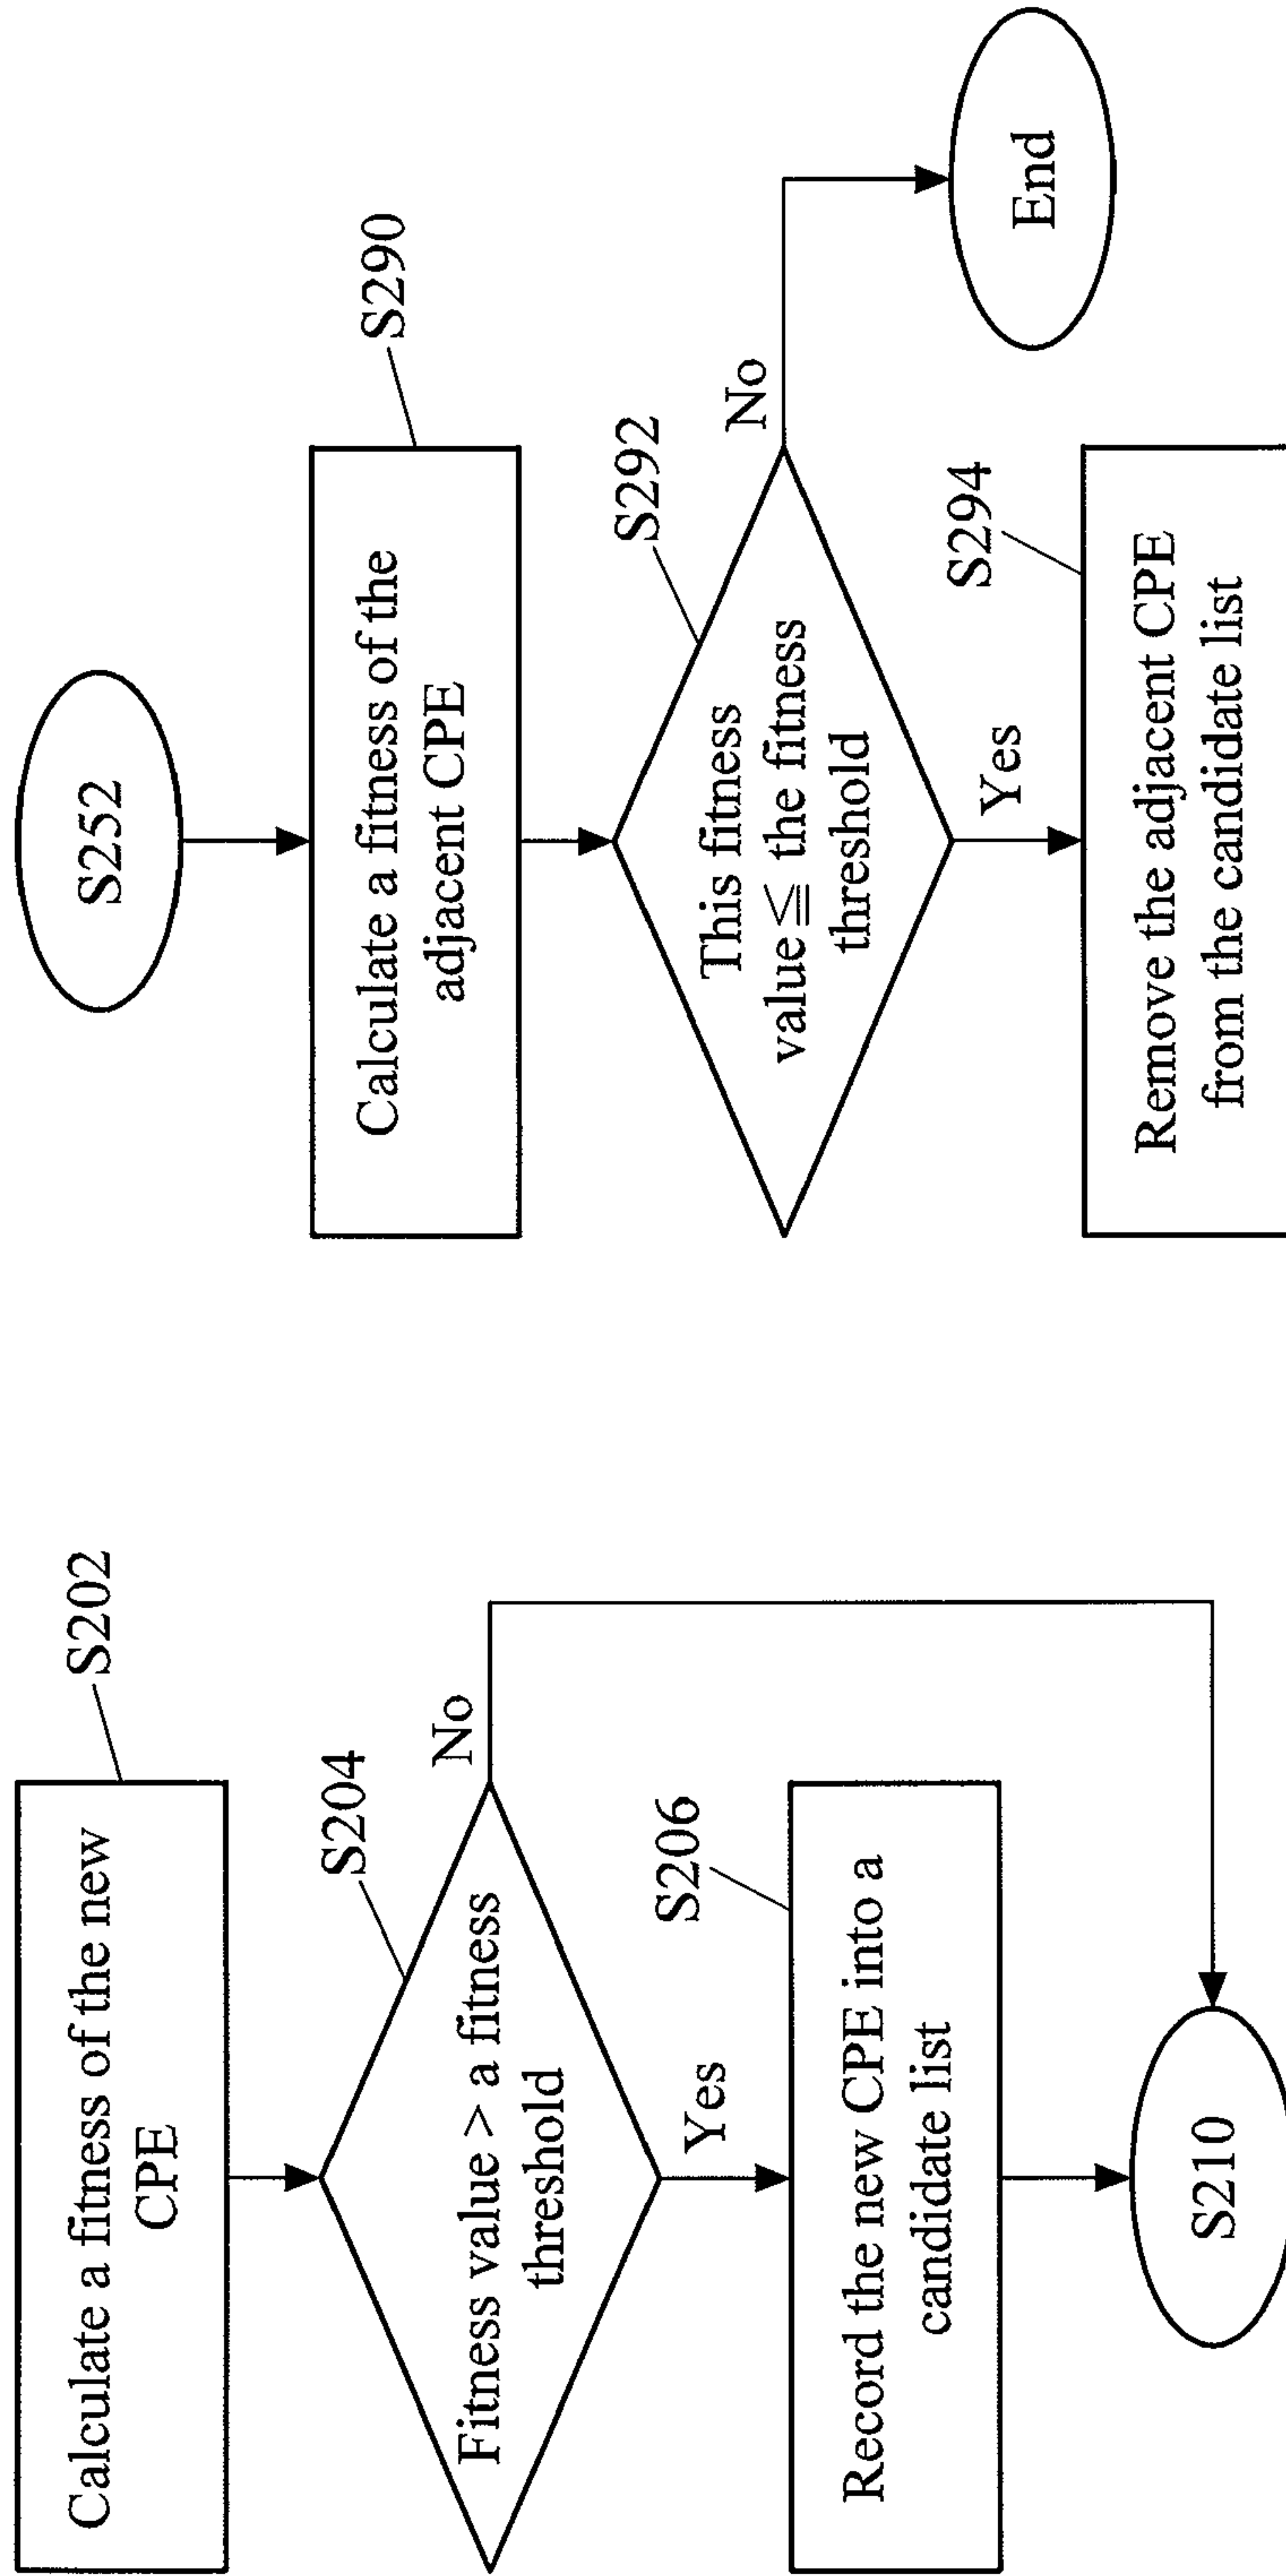 Calculate a fitness of the new
CPE
S202
Fitness value > a fitness
threshold
S204
No
Yes
Record the new CPE into a
candidate list
S206
S210
S252
Calculate a fitness of the
adjacent CPE
S290
This fitness
value ≦ the fitness
threshold
S292
No
Yes
End
Remove the adjacent CPE
from the candidate list
S294